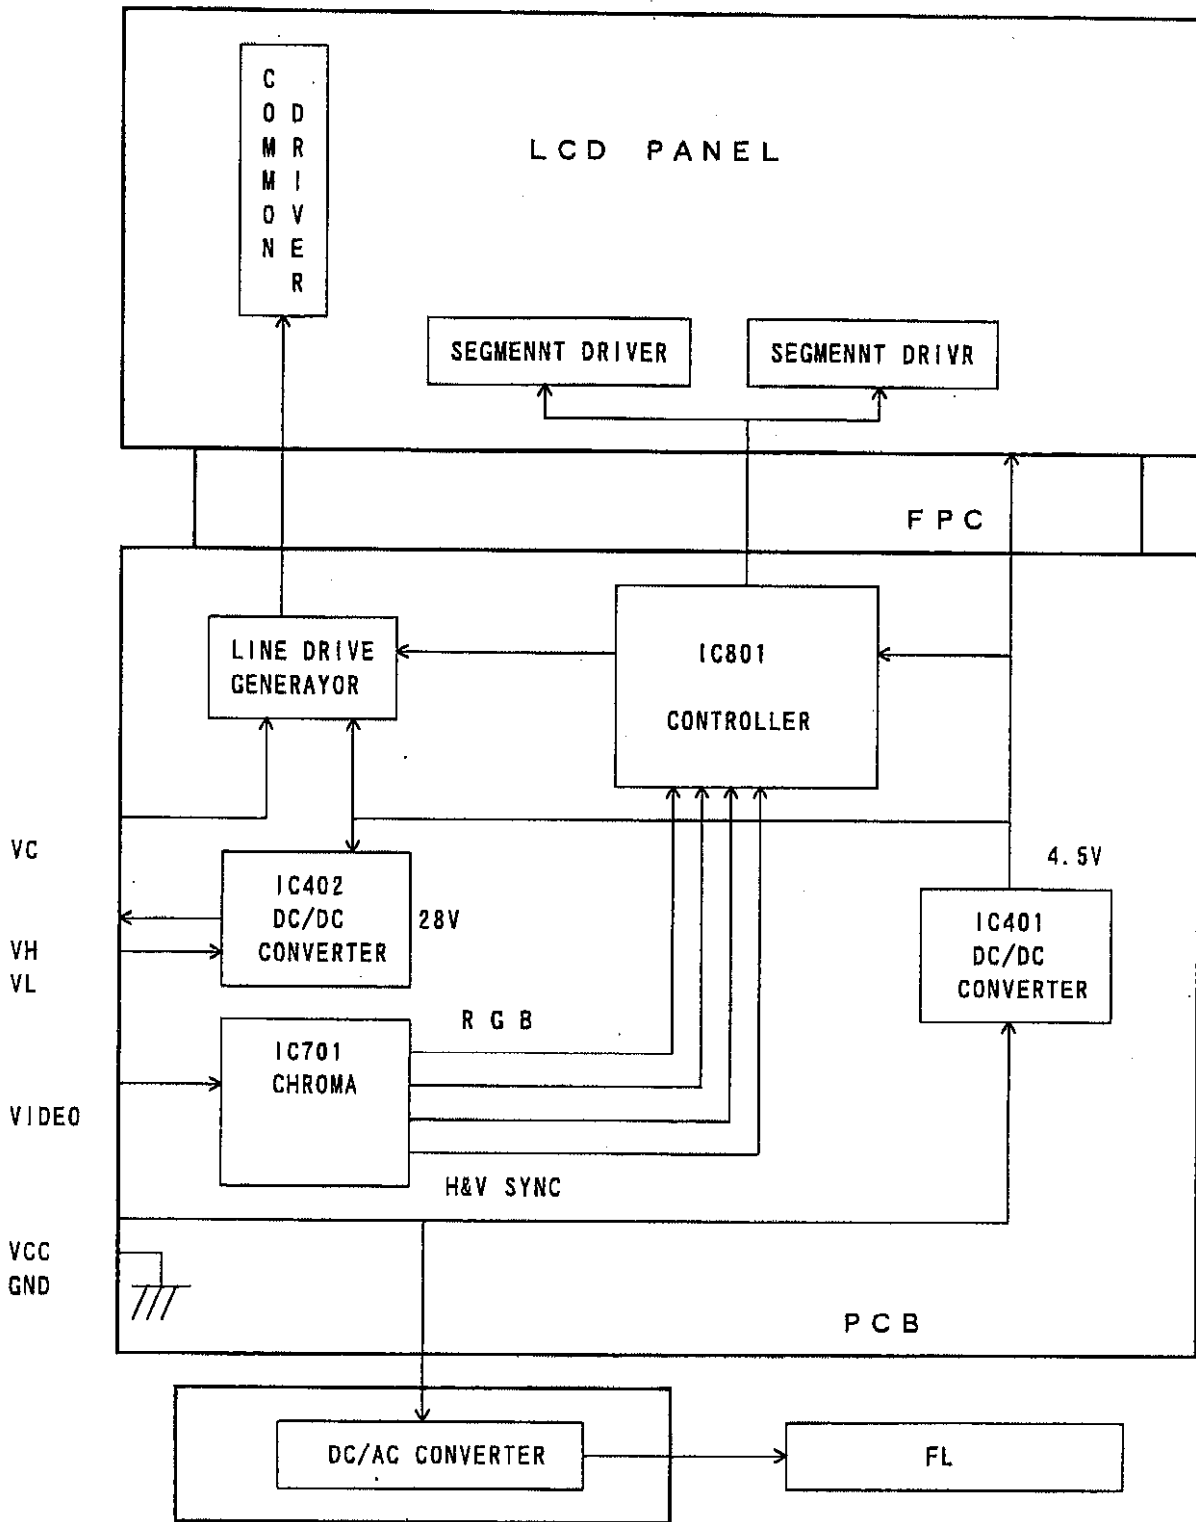 COMMON
DRIVER
LCD PANEL
SEGMENNT DRIVER
SEGMENNT DRIVR
FPC
LINE DRIVE
GENERAYOR
IC801
CONTROLLER
VC
4.5V
IC402
DC/DC
CONVERTER
28V
IC401
DC/DC
CONVERTER
VH
VL
RGB
IC701
CHROMA
VIDEO
H&V SYNC
VCC
GND
PCB
DC/AC CONVERTER
FL